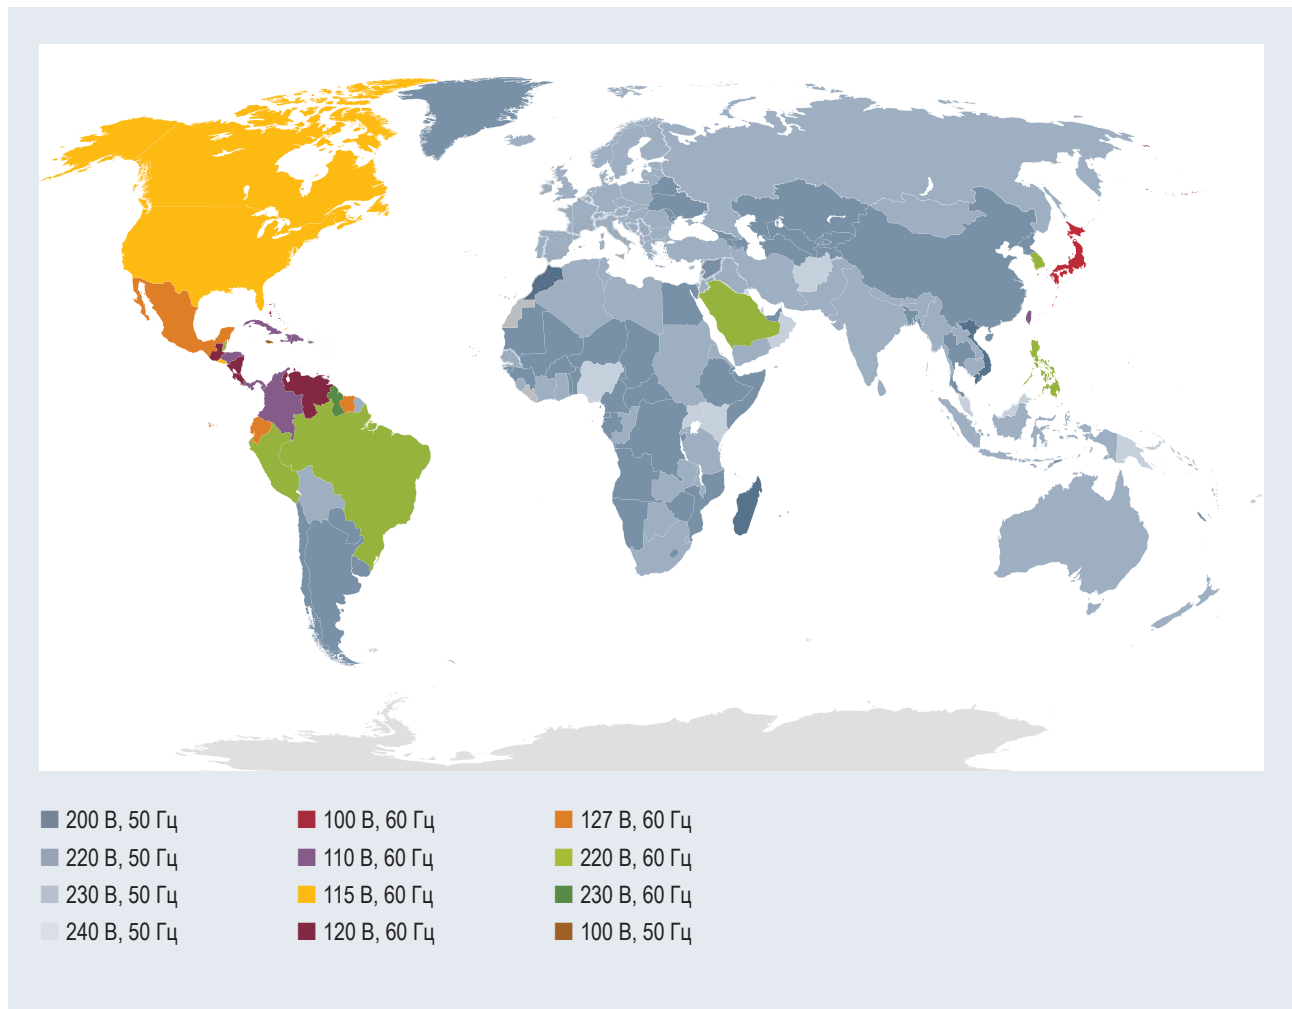 200 В, 50 Гц
220 В, 50 Гц
230 В, 50 Гц
240 В, 50 Гц
100 В, 60 Гц
110 В, 60 Гц
115 В, 60 Гц
120 В, 60 Гц
127 В, 60 Гц
220 В, 60 Гц
230 В, 60 Гц
100 В, 50 Гц